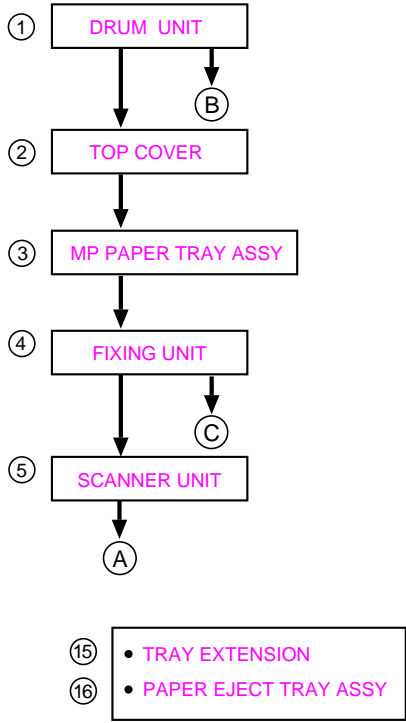 ① DRUM UNIT
B
② TOP COVER
③ MP PAPER TRAY ASSY
④ FIXING UNIT
C
⑤ SCANNER UNIT
A
⑮ • TRAY EXTENSION
⑯ • PAPER EJECT TRAY ASSY